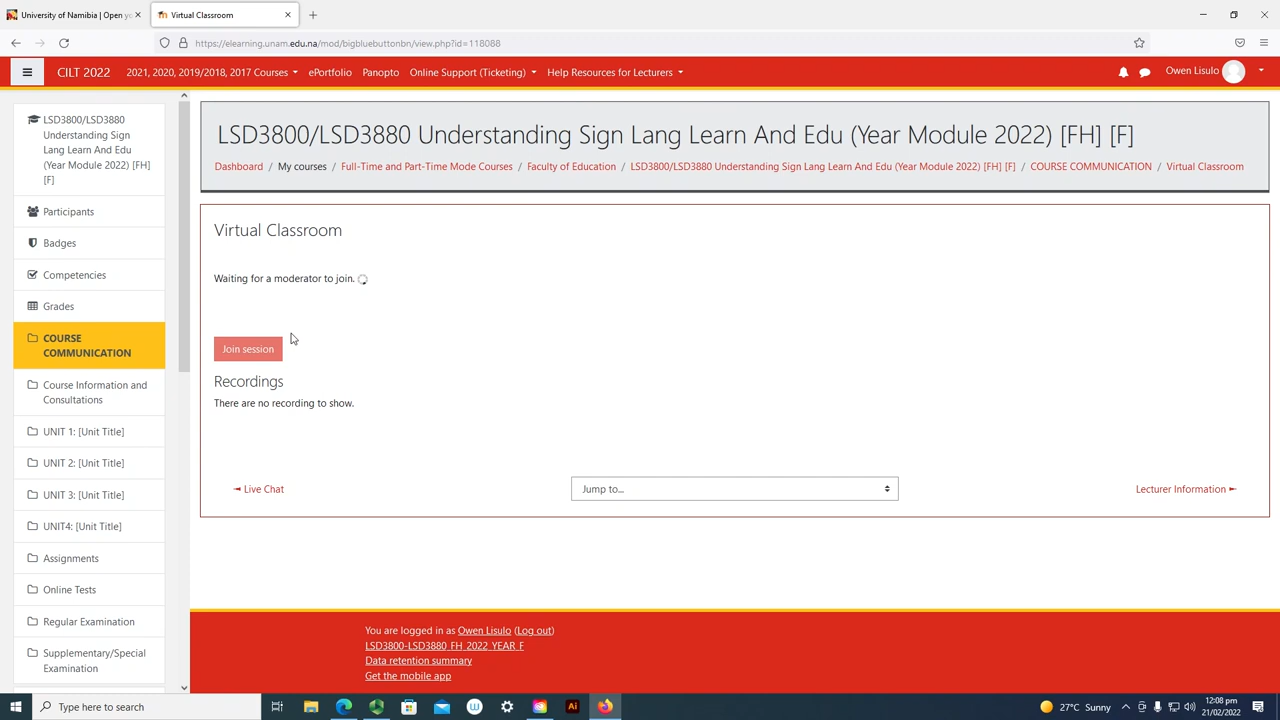 University of Namibia | Open y
Virtual Classroom
https://elearning.unam.edu.na/mod/bigbluebuttonbn/view.php?id=118088
CILT 2022 2021, 2020, 2019/2018, 2017 Courses ePortfolio Panopto Online Support (Ticketing) Help Resources for Lecturers Owen Lisulo
LSD3800/LSD3880
Understanding Sign
Lang Learn And Edu
(Year Module 2022) [FH]
[F]
Participants
Badges
Competencies
Grades
COURSE
COMMUNICATION
Course Information and
Consultations
UNIT 1: [Unit Title]
UNIT 2: [Unit Title]
UNIT 3: [Unit Title]
UNIT4: [Unit Title]
Assignments
Online Tests
Regular Examination
Supplementary/Special
Examination
LSD3800/LSD3880 Understanding Sign Lang Learn And Edu (Year Module 2022) [FH] [F]
Dashboard / My courses / Full-Time and Part-Time Mode Courses / Faculty of Education / LSD3800/LSD3880 Understanding Sign Lang Learn And Edu (Year Module 2022) [FH] [F] / COURSE COMMUNICATION / Virtual Classroom
Virtual Classroom
Waiting for a moderator to join.
Join session
Recordings
There are no recording to show.
◄ Live Chat
Jump to...
Lecturer Information ►
You are logged in as Owen Lisulo (Log out)
LSD3800-LSD3880_FH_2022_YEAR_F
Data retention summary
Get the mobile app
Type here to search
Ai
27°C Sunny
12:08 pm
21/02/2022